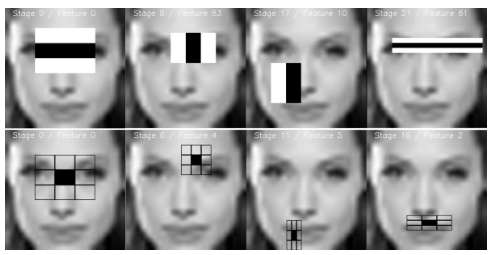 Stage 0 / Feature 0
Stage 9 / Feature 63
Stage 17 / Feature 10
Stage 21 / Feature 61
Stage 0 / Feature 0
Stage 6 / Feature 4
Stage 11 / Feature 5
Stage 16 / Feature 2